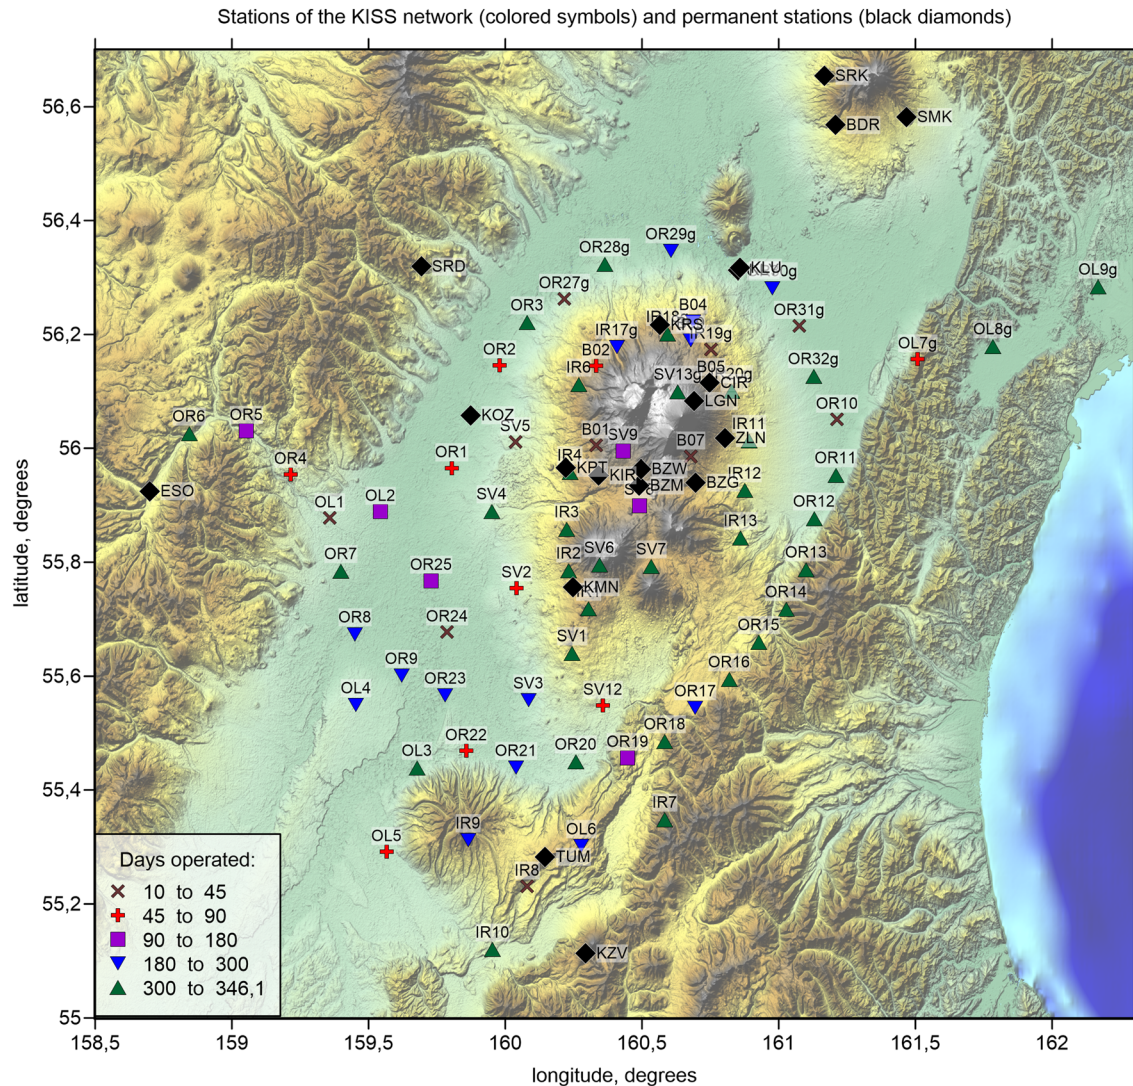 Stations of the KISS network (colored symbols) and permanent stations (black diamonds)
SRK
56,6
SMK
BDR
56,4
OR29g
OR28g
SRD
KLU
OL9g
OR27g
OR3
B04
OR31g
IR18
KRS
OL8g
56,2
IR17g
IR19g
OL7g
OR2
B02
OR32g
IR6
SV13g
B05
CIR
LGN
KOZ
OR10
OR6
OR5
SV5
B01
SV9
B07
IR11
ZLN
56
OR4
OR1
IR4
KPT
KIR
BZW
IR12
OR11
ESO
OL1
OL2
SV4
BZM
BZG
OR12
IR3
IR13
OR7
OR25
SV2
IR2
SV6
SV7
OR13
55,8
KMN
OR14
OR8
OR24
SV1
OR15
OR9
OR16
55,6
OL4
OR23
SV3
SV12
OR17
OR18
OL3
OR22
OR21
OR20
OR19
55,4
IR7
OL5
IR9
OL6
TUM
IR8
55,2
IR10
KZV
55
Days operated:
10 to 45
45 to 90
90 to 180
180 to 300
300 to 346,1
158,5 159 159,5 160 160,5 161 161,5 162
longitude, degrees
latitude, degrees